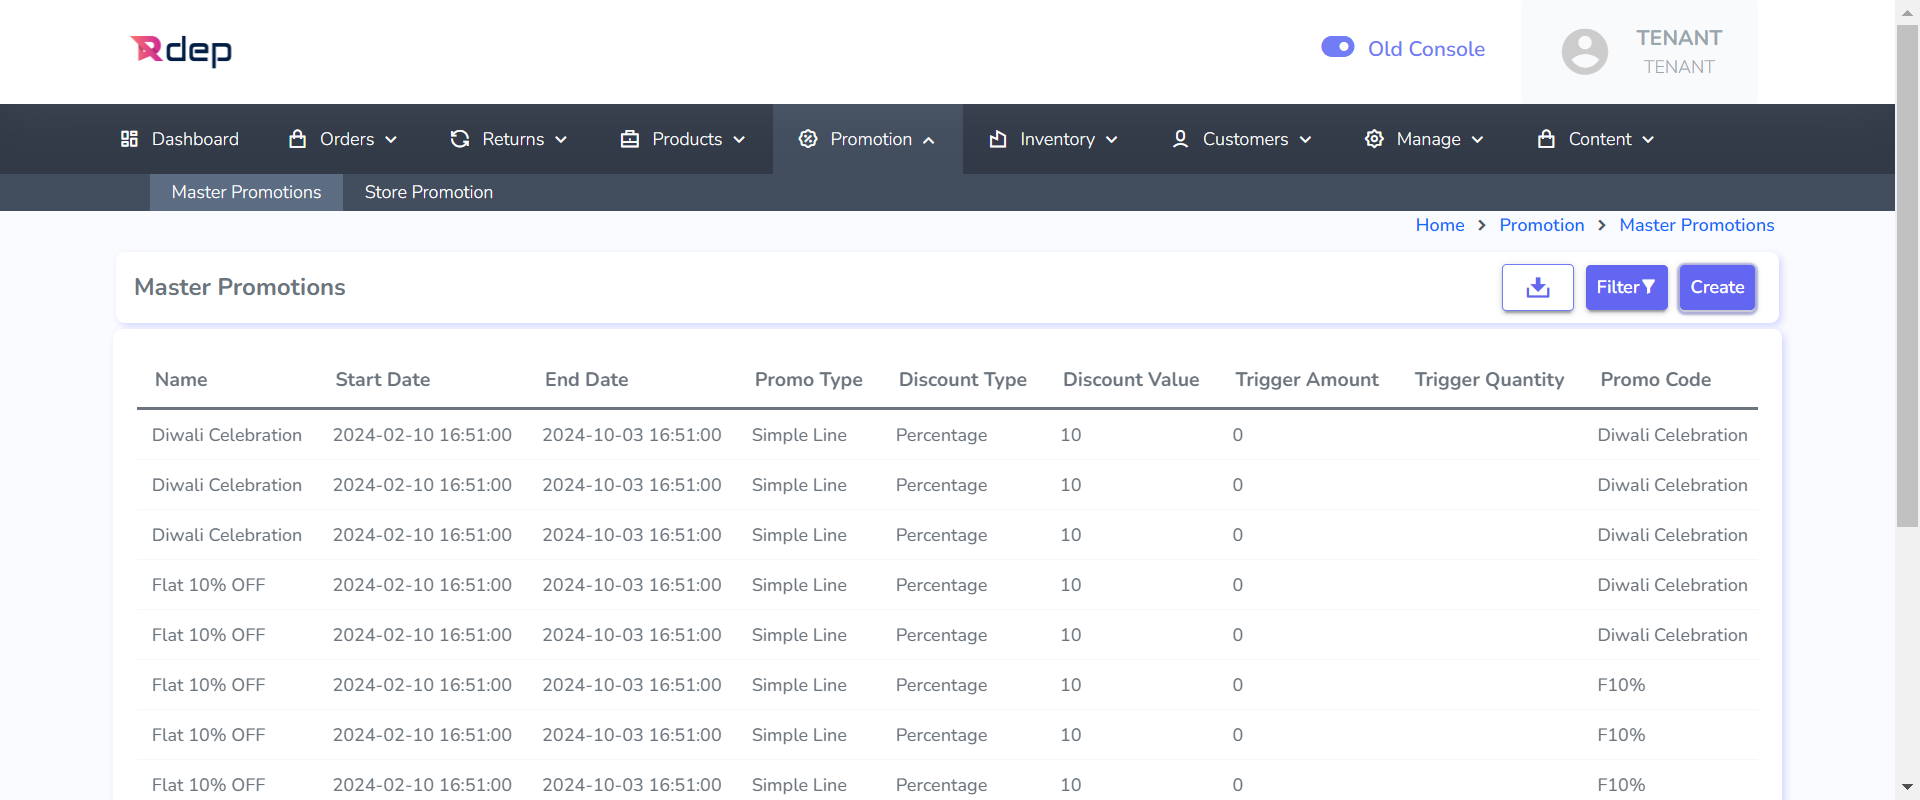 Rdep
Old Console
TENANT
TENANT
Dashboard Orders Returns Products Promotion Inventory Customers Manage Content
Master Promotions Store Promotion
Home > Promotion > Master Promotions
Master Promotions
Filter Create
Name Start Date End Date Promo Type Discount Type Discount Value Trigger Amount Trigger Quantity Promo Code
Diwali Celebration 2024-02-10 16:51:00 2024-10-03 16:51:00 Simple Line Percentage 10 0 Diwali Celebration
Diwali Celebration 2024-02-10 16:51:00 2024-10-03 16:51:00 Simple Line Percentage 10 0 Diwali Celebration
Diwali Celebration 2024-02-10 16:51:00 2024-10-03 16:51:00 Simple Line Percentage 10 0 Diwali Celebration
Flat 10% OFF 2024-02-10 16:51:00 2024-10-03 16:51:00 Simple Line Percentage 10 0 Diwali Celebration
Flat 10% OFF 2024-02-10 16:51:00 2024-10-03 16:51:00 Simple Line Percentage 10 0 Diwali Celebration
Flat 10% OFF 2024-02-10 16:51:00 2024-10-03 16:51:00 Simple Line Percentage 10 0 F10%
Flat 10% OFF 2024-02-10 16:51:00 2024-10-03 16:51:00 Simple Line Percentage 10 0 F10%
Flat 10% OFF 2024-02-10 16:51:00 2024-10-03 16:51:00 Simple Line Percentage 10 0 F10%